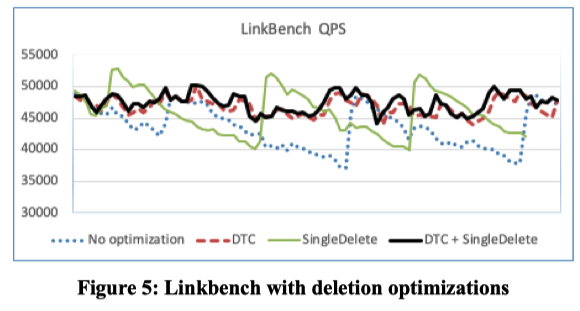 LinkBench QPS
55000
50000
45000
40000
35000
30000
No optimization DTC SingleDelete DTC + SingleDelete
Figure 5: Linkbench with deletion optimizations